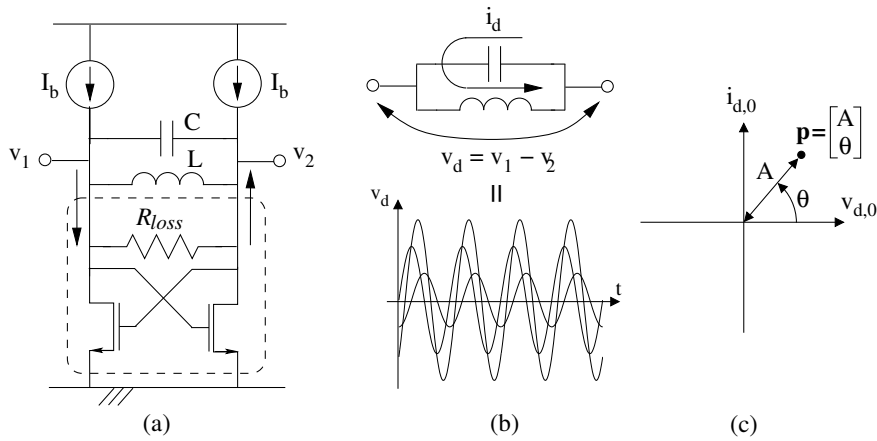 I_b
I_b
C
v_1
v_2
L
R_loss
(a)
i_d
v_d = v_1 − v_2
=
v_d
t
(b)
i_d,0
p = [A θ]
A
θ
v_d,0
(c)